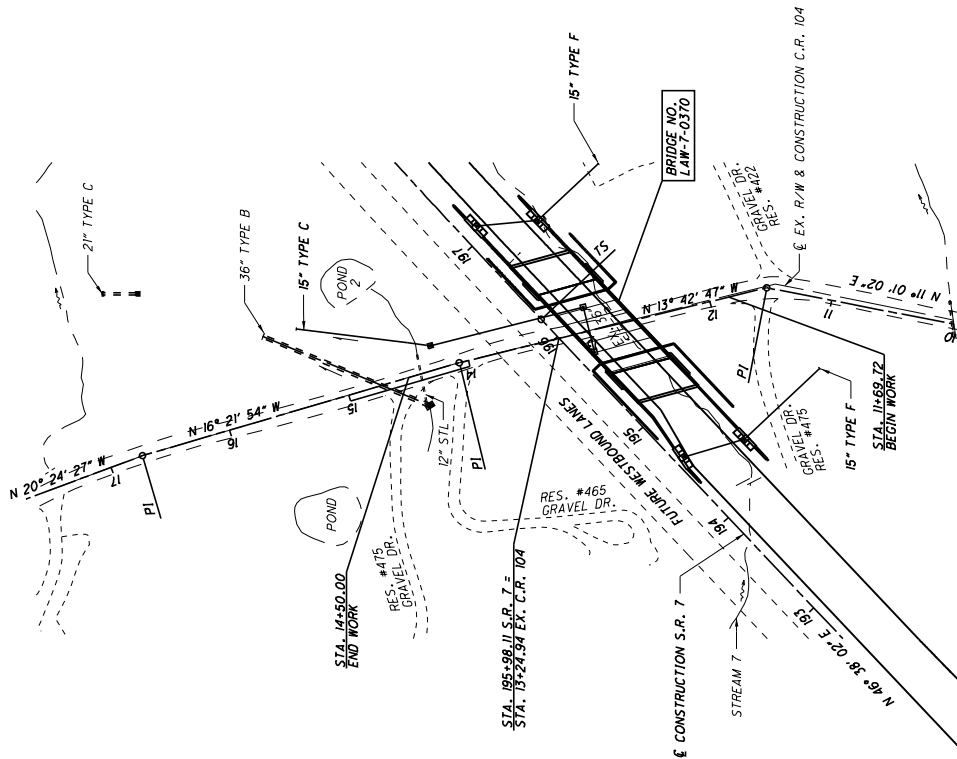 21" TYPE C
36" TYPE B
15" TYPE C
15" TYPE F
POND
2
BRIDGE NO.
LAW-7-0370
GRAVEL DR.
RES. #422
℄ EX. R/W & CONSTRUCTION C.R. 104
N 20° 24' 27" W
N 16° 21' 54" W
N 13° 42' 47" W
N 11° 01' 02" E
17
16
15
14
12
11
10
PI
PI
PI
12" STL
POND
RES. #475
GRAVEL DR.
RES. #465
GRAVEL DR.
STA. 14+50.00
END WORK
STA. 195+98.11 S.R. 7 =
STA. 13+24.94 EX. C.R. 104
FUTURE WESTBOUND LANES
197
196
195
194
193
℄ CONSTRUCTION S.R. 7
STREAM 7
N 46° 38' 02" E
GRAVEL DR.
RES. #475
15" TYPE F
STA. 11+69.72
BEGIN WORK